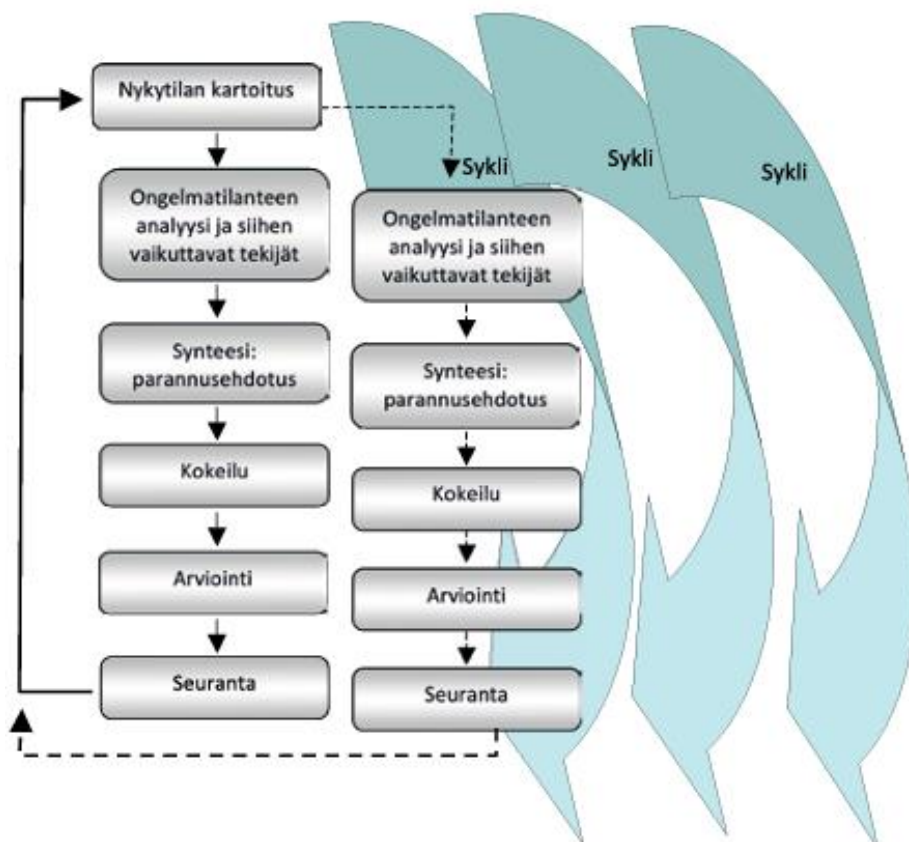 Nykytilan kartoitus
Ongelmatilanteen
analyysi ja siihen
vaikuttavat tekijät
Synteesi:
parannusehdotus
Kokeilu
Arviointi
Seuranta
Ongelmatilanteen
analyysi ja siihen
vaikuttavat tekijät
Synteesi:
parannusehdotus
Kokeilu
Arviointi
Seuranta
Sykli
Sykli
Sykli